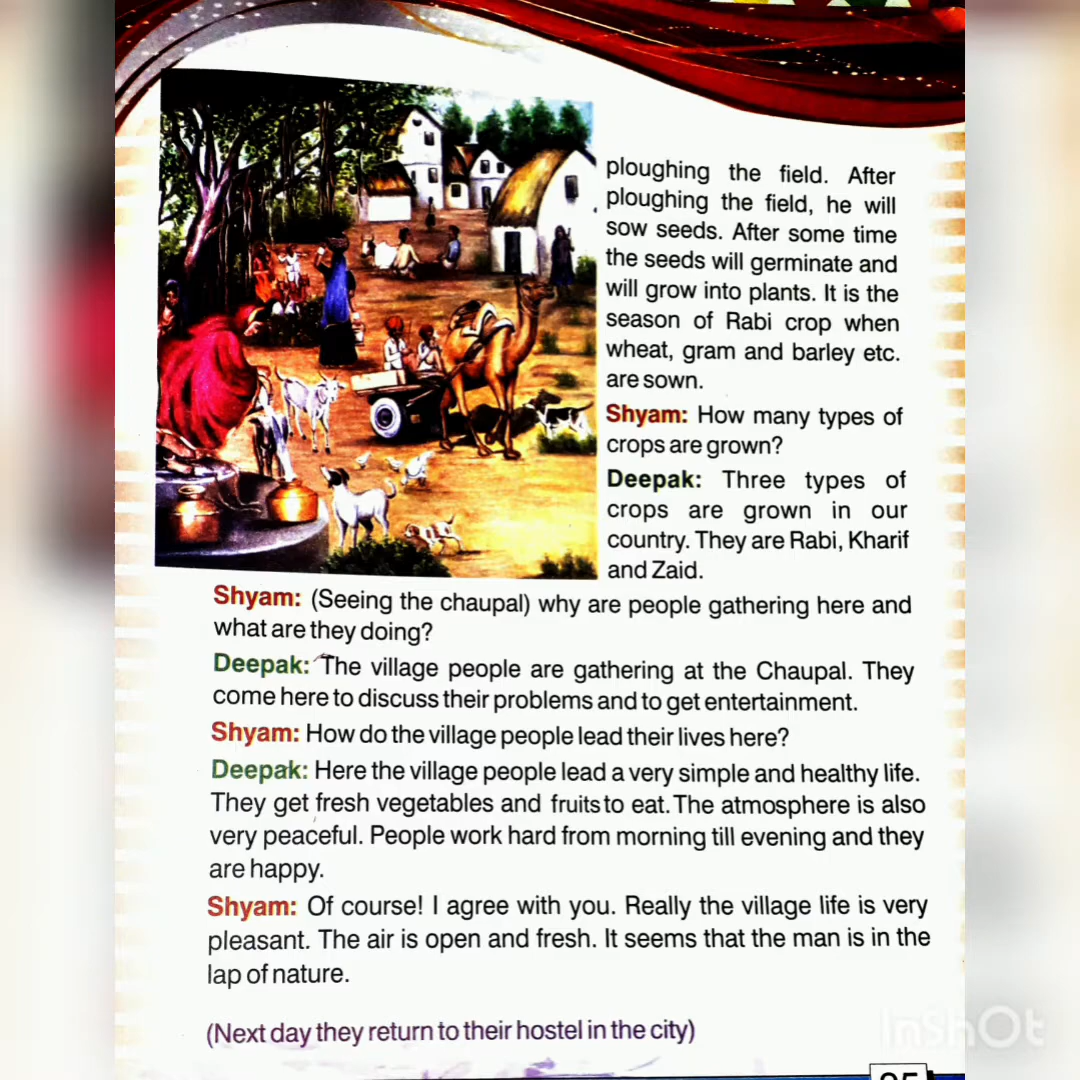 ploughing the field. After
ploughing the field, he will
sow seeds. After some time
the seeds will germinate and
will grow into plants. It is the
season of Rabi crop when
wheat, gram and barley etc.
are sown.
Shyam: How many types of
crops are grown?
Deepak: Three types of
crops are grown in our
country. They are Rabi, Kharif
and Zaid.
Shyam: (Seeing the chaupal) why are people gathering here and
what are they doing?
Deepak: The village people are gathering at the Chaupal. They
come here to discuss their problems and to get entertainment.
Shyam: How do the village people lead their lives here?
Deepak: Here the village people lead a very simple and healthy life.
They get fresh vegetables and fruits to eat. The atmosphere is also
very peaceful. People work hard from morning till evening and they
are happy.
Shyam: Of course! I agree with you. Really the village life is very
pleasant. The air is open and fresh. It seems that the man is in the
lap of nature.
(Next day they return to their hostel in the city)
InShOt